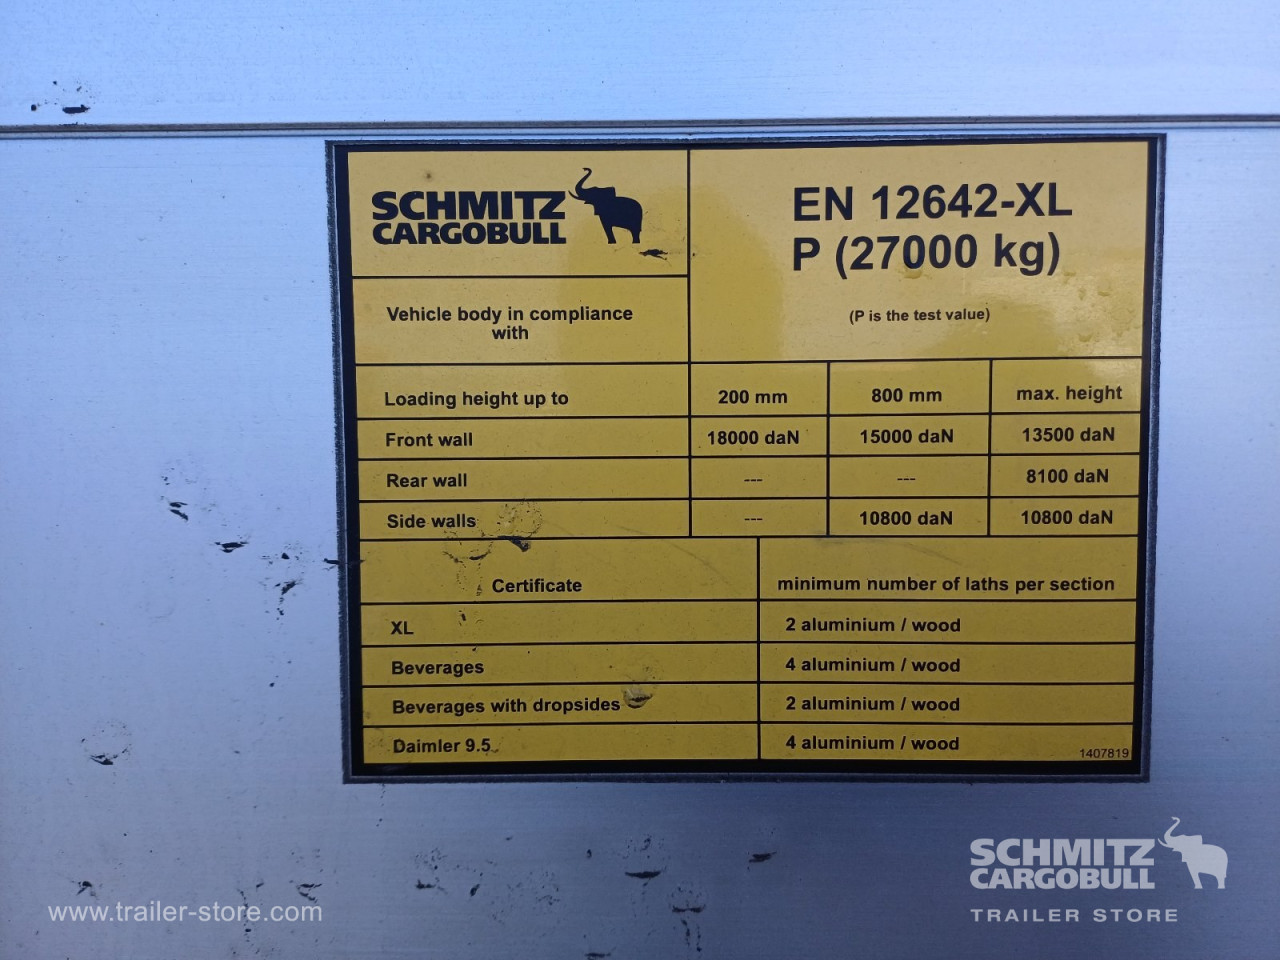 SCHMITZ
CARGOBULL
EN 12642-XL
P (27000 kg)
(P is the test value)
Vehicle body in compliance
with
Loading height up to 200 mm 800 mm max. height
Front wall 18000 daN 15000 daN 13500 daN
Rear wall --- --- 8100 daN
Side walls --- 10800 daN 10800 daN
Certificate minimum number of laths per section
XL 2 aluminium / wood
Beverages 4 aluminium / wood
Beverages with dropsides 2 aluminium / wood
Daimler 9.5 4 aluminium / wood
1407819
SCHMITZ
CARGOBULL
TRAILER STORE
www.trailer-store.com